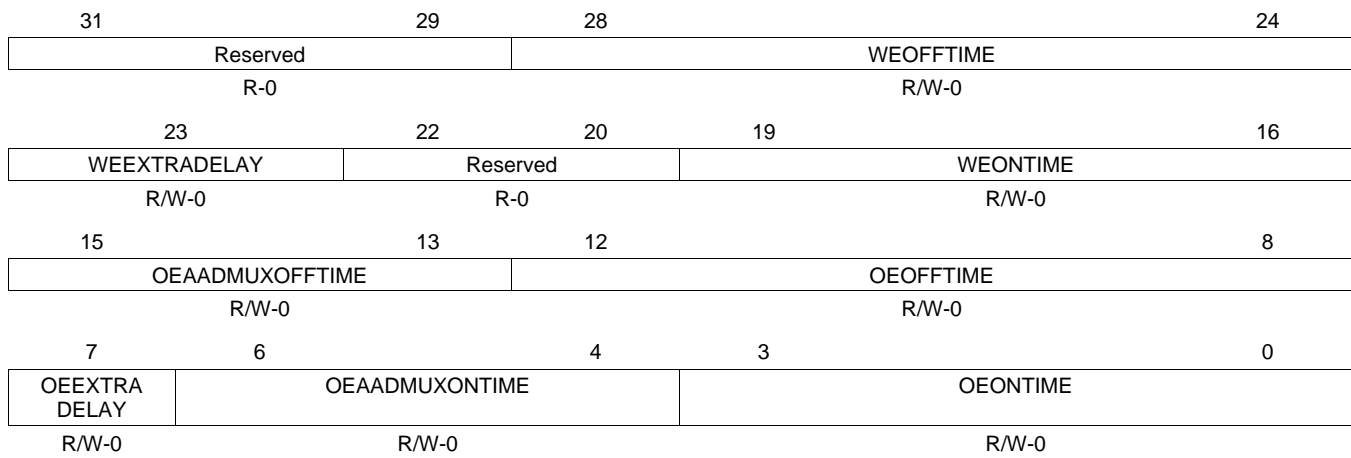 31 29 28 24
Reserved WEOFFTIME
R-0 R/W-0
23 22 20 19 16
WEEXTRADELAY Reserved WEONTIME
R/W-0 R-0 R/W-0
15 13 12 8
OEAADMUXOFFTIME OEOFFTIME
R/W-0 R/W-0
7 6 4 3 0
OEEXTRA OEAADMUXONTIME OEONTIME
DELAY
R/W-0 R/W-0 R/W-0